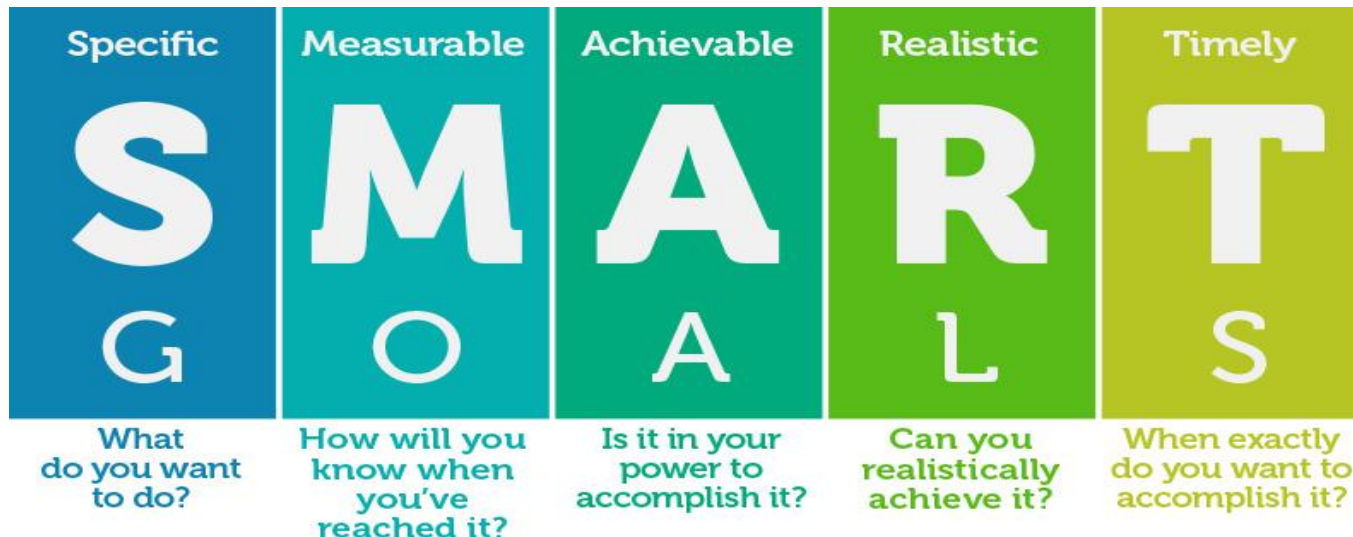 Specific
Measurable
Achievable
Realistic
Timely
S
M
A
R
T
G
O
A
L
S
What
do you want
to do?
How will you
know when
you've
reached it?
Is it in your
power to
accomplish it?
Can you
realistically
achieve it?
When exactly
do you want to
accomplish it?